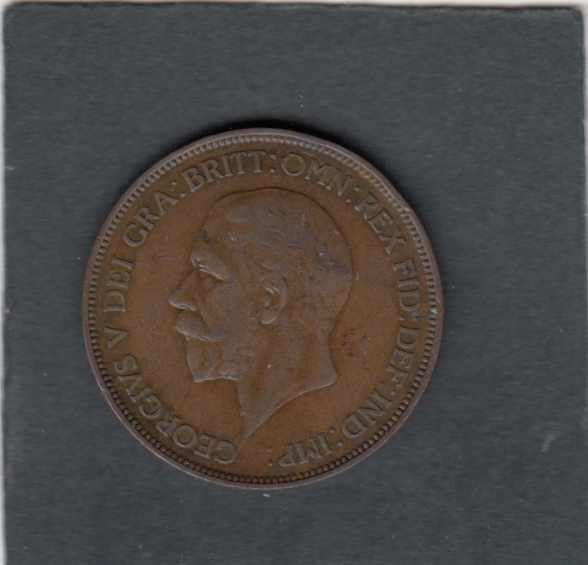 GEORGIVS V DEI GRA: BRITT: OMN: REX FID: DEF: IND: IMP: